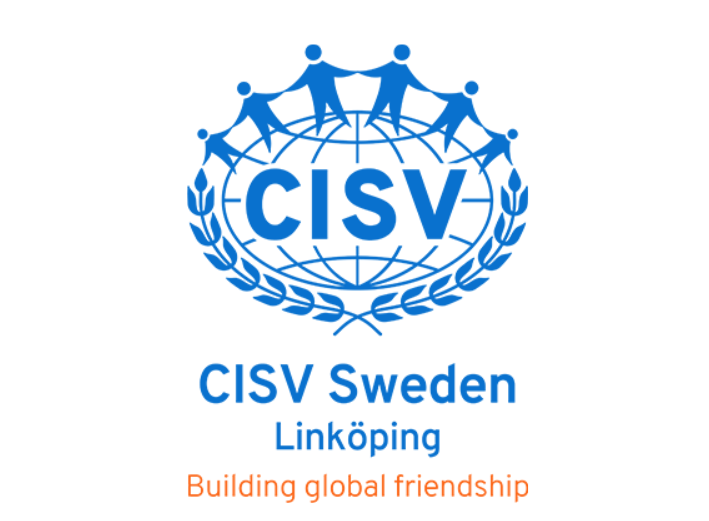 CISV
CISV Sweden
Linköping
Building global friendship